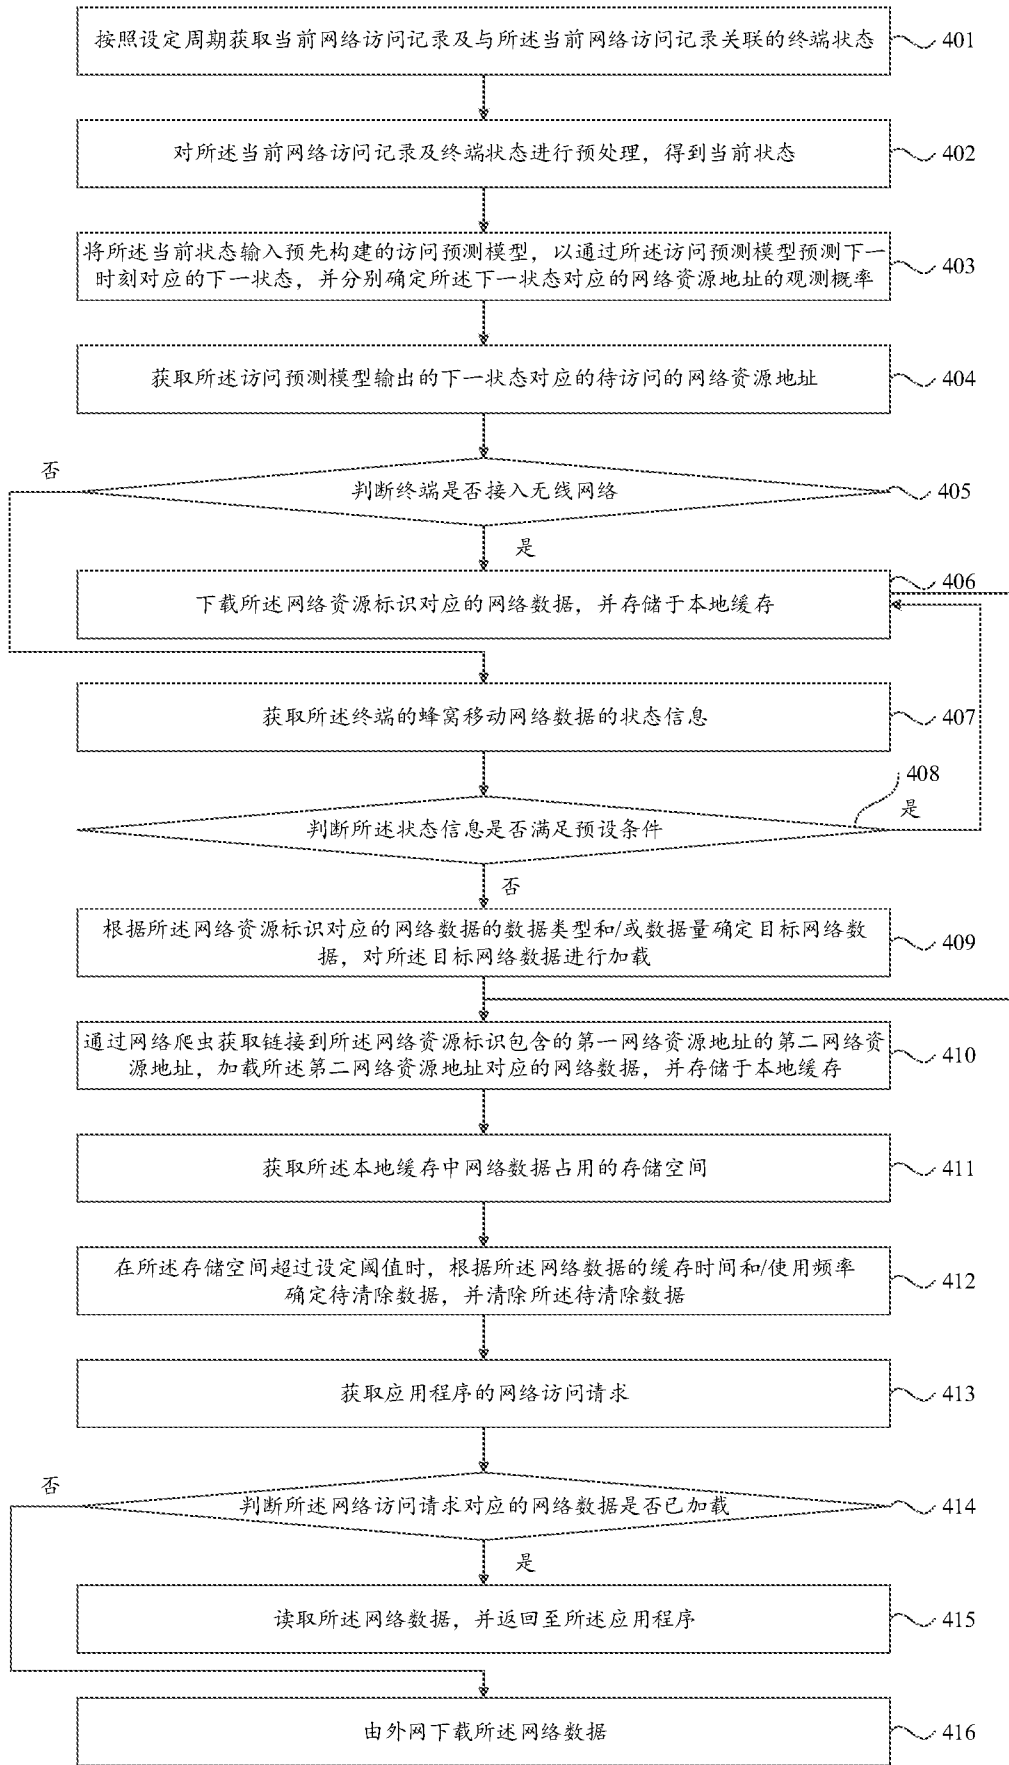 按照设定周期获取当前网络访问记录及与所述当前网络访问记录关联的终端状态
401
对所述当前网络访问记录及终端状态进行预处理，得到当前状态
402
将所述当前状态输入预先构建的访问预测模型，以通过所述访问预测模型预测下一
时刻对应的下一状态，并分别确定所述下一状态对应的网络资源地址的观测概率
403
获取所述访问预测模型输出的下一状态对应的待访问的网络资源地址
404
否
判断终端是否接入无线网络
405
是
406
下载所述网络资源标识对应的网络数据，并存储于本地缓存
获取所述终端的蜂窝移动网络数据的状态信息
407
408
是
判断所述状态信息是否满足预设条件
否
根据所述网络资源标识对应的网络数据的数据类型和/或数据量确定目标网络数
据，对所述目标网络数据进行加载
409
通过网络爬虫获取链接到所述网络资源标识包含的第一网络资源地址的第二网络资
源地址，加载所述第二网络资源地址对应的网络数据，并存储于本地缓存
410
获取所述本地缓存中网络数据占用的存储空间
411
在所述存储空间超过设定阈值时，根据所述网络数据的缓存时间和/使用频率
确定待清除数据，并清除所述待清除数据
412
获取应用程序的网络访问请求
413
否
判断所述网络访问请求对应的网络数据是否已加载
414
是
读取所述网络数据，并返回至所述应用程序
415
由外网下载所述网络数据
416